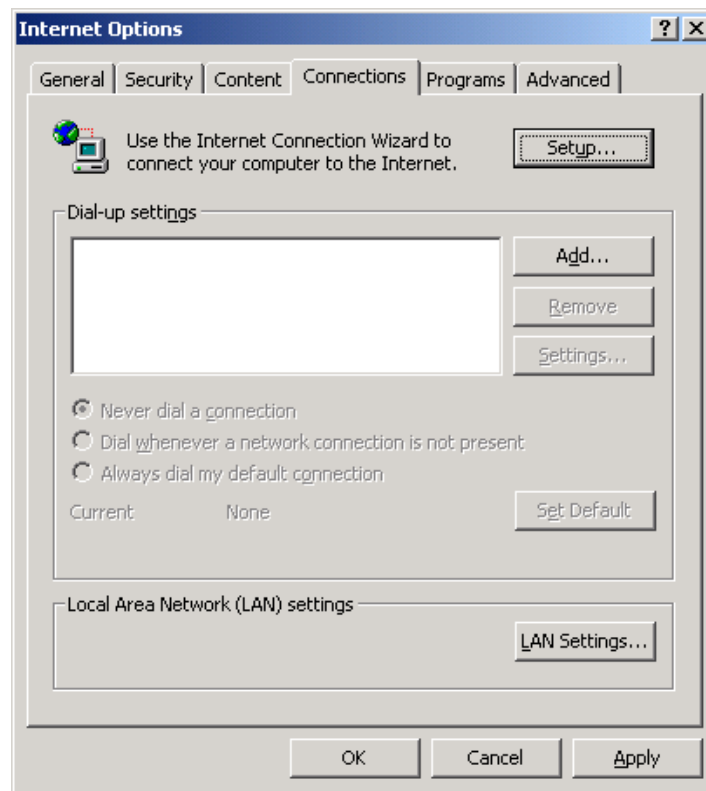 Internet Options
General Security Content Connections Programs Advanced
Use the Internet Connection Wizard to
connect your computer to the Internet.
Setup...
Dial-up settings
Add...
Remove
Settings...
Never dial a connection
Dial whenever a network connection is not present
Always dial my default connection
Current None
Set Default
Local Area Network (LAN) settings
LAN Settings...
OK Cancel Apply